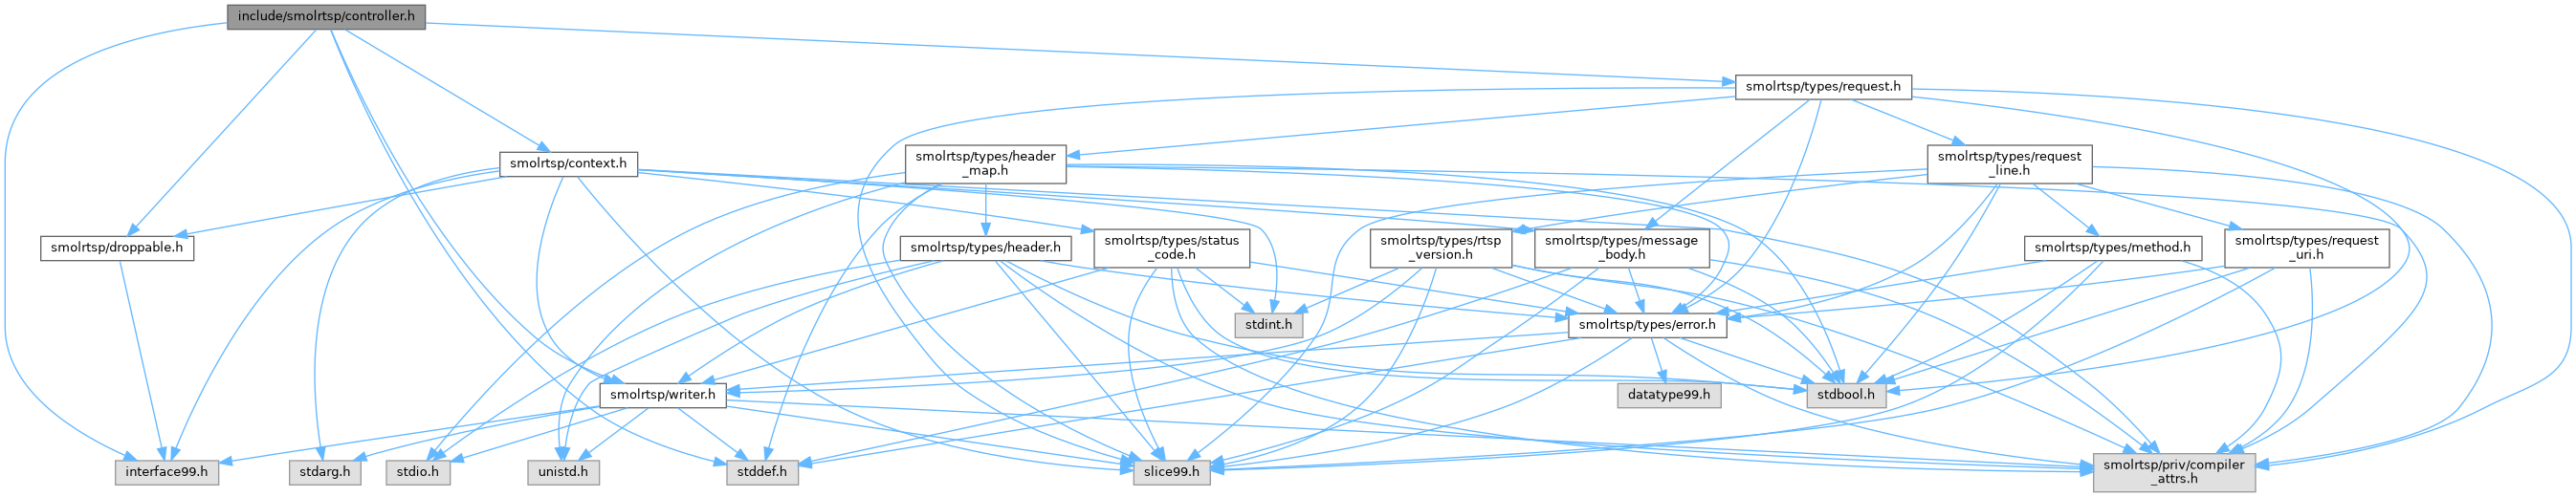 include/smolrtsp/controller.h
smolrtsp/types/request.h
smolrtsp/context.h
smolrtsp/types/header
_map.h
smolrtsp/types/request
_line.h
smolrtsp/droppable.h
smolrtsp/types/header.h
smolrtsp/types/status
_code.h
smolrtsp/types/rtsp
_version.h
smolrtsp/types/message
_body.h
smolrtsp/types/method.h
smolrtsp/types/request
_uri.h
stdint.h
smolrtsp/types/error.h
smolrtsp/writer.h
datatype99.h
stdbool.h
interface99.h
stdarg.h
stdio.h
unistd.h
stddef.h
slice99.h
smolrtsp/priv/compiler
_attrs.h